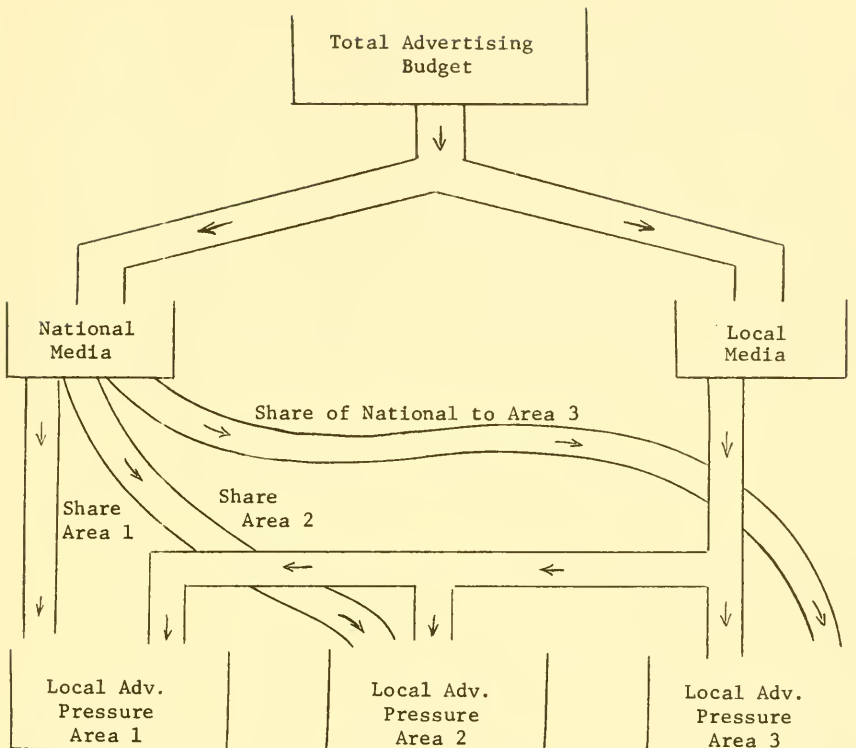 Total Advertising
Budget
National
Media
Local
Media
Share of National to Area 3
Share
Area 1
Share
Area 2
Local Adv.
Pressure
Area 1
Local Adv.
Pressure
Area 2
Local Adv.
Pressure
Area 3